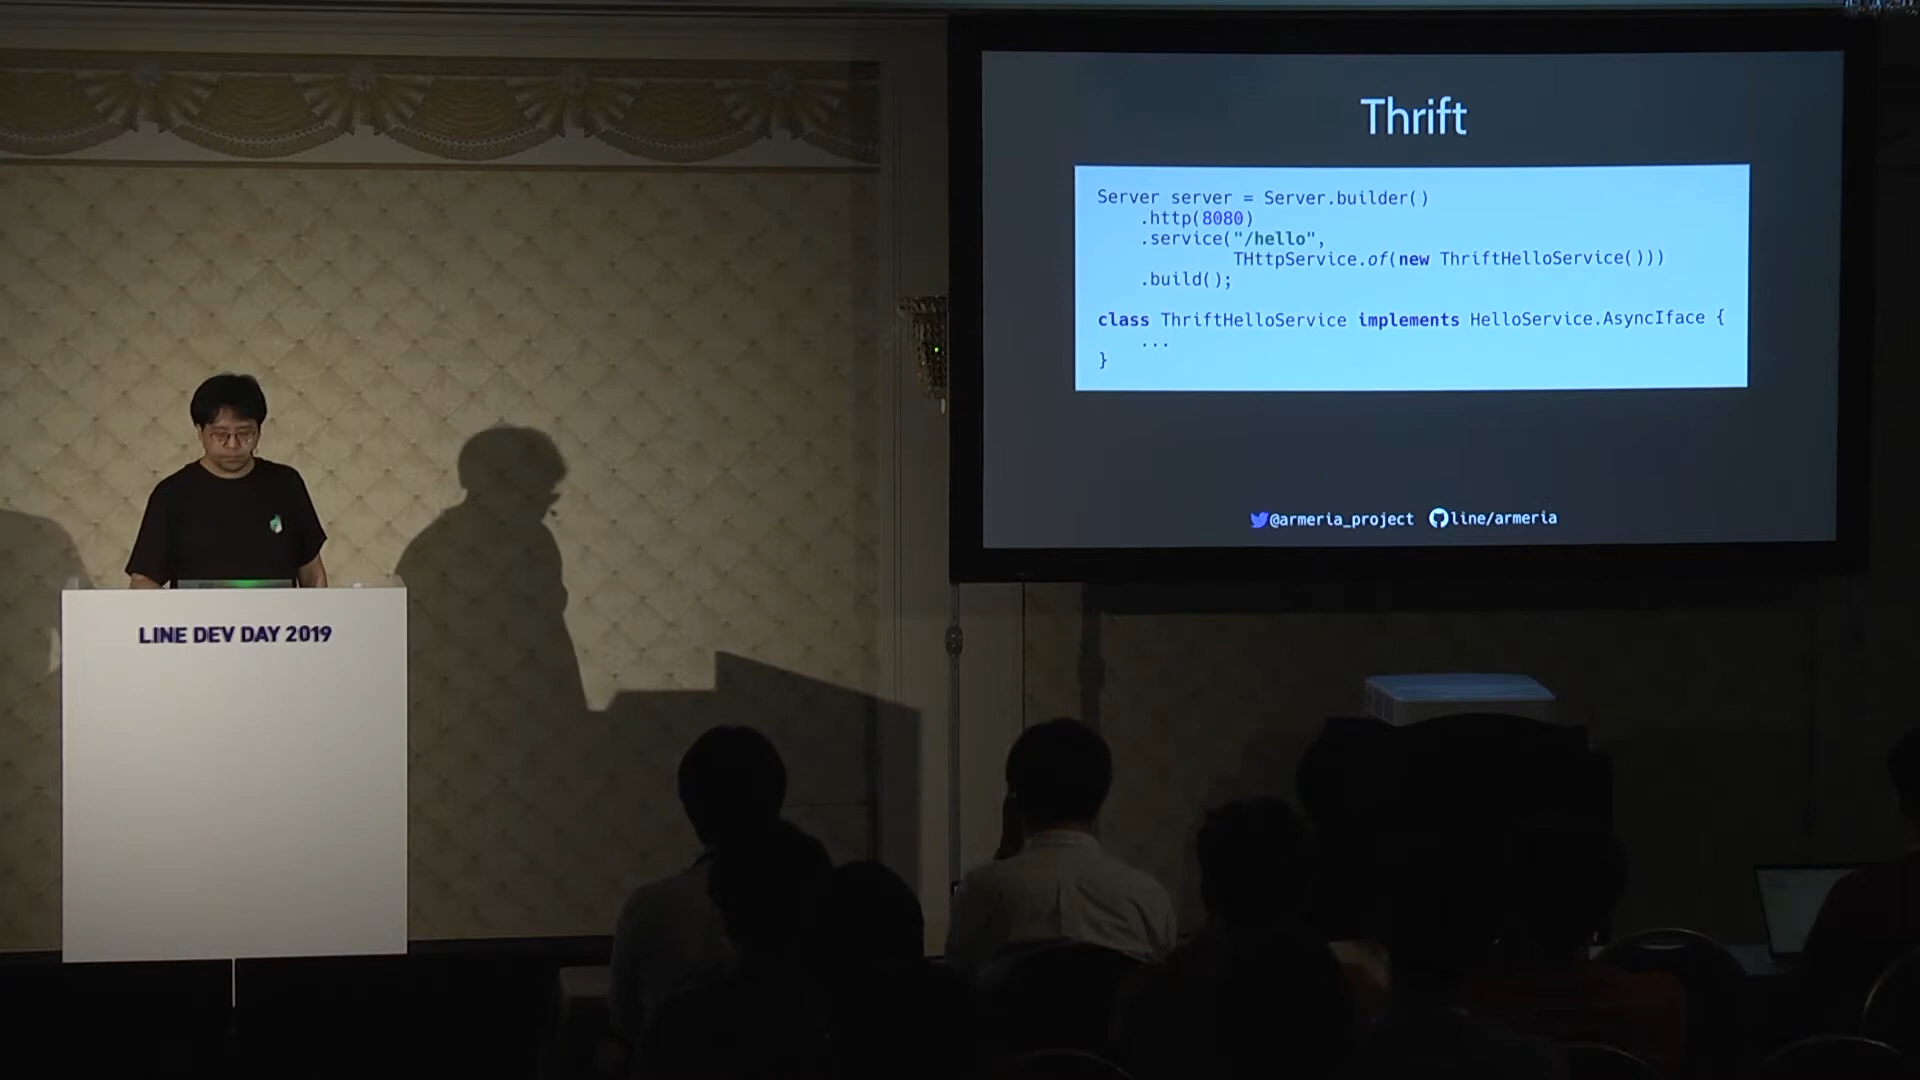 Thrift
Server server = Server.builder()
.http(8080)
.service("/hello",
THttpService.of(new ThriftHelloService()))
.build();
class ThriftHelloService implements HelloService.AsyncIface {
...
}
@armeria_project line/armeria
LINE DEV DAY 2019